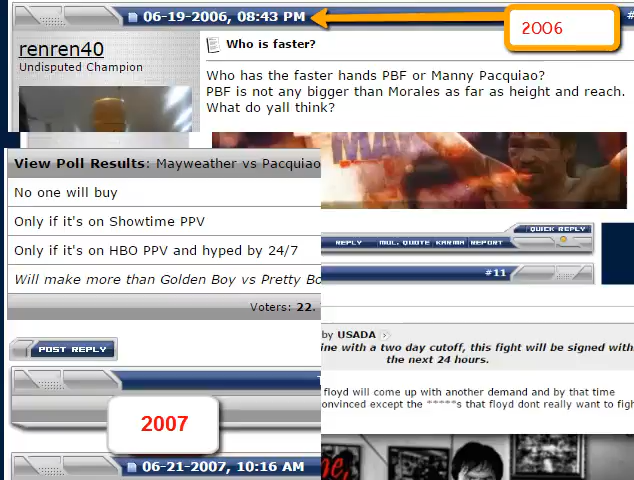 06-19-2006, 08:43 PM
#
2006
renren40
Undisputed Champion
Who is faster?
Who has the faster hands PBF or Manny Pacquiao?
PBF is not any bigger than Morales as far as height and reach.
What do yall think?
View Poll Results: Mayweather vs Pacquiao
No one will buy
Only if it's on Showtime PPV
Only if it's on HBO PPV and hyped by 24/7
Will make more than Golden Boy vs Pretty Bo
Voters: 22.
POST REPLY
2007
06-21-2007, 10:16 AM
QUICK REPLY
REPLY MUL. QUOTE KARMA REPORT
#11
by USADA
ine with a two day cutoff, this fight will be signed with
the next 24 hours.
floyd will come up with another demand and by that time
onvinced except the *****s that floyd dont really want to figh